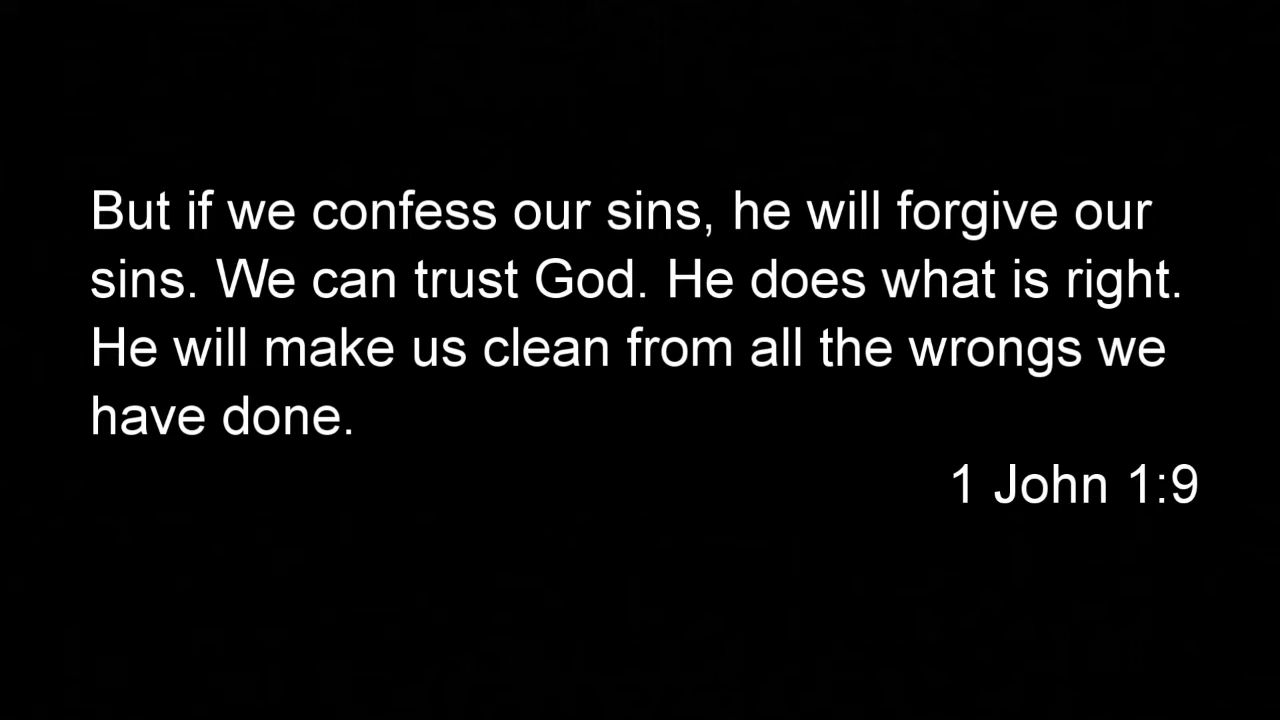 But if we confess our sins, he will forgive our
sins. We can trust God. He does what is right.
He will make us clean from all the wrongs we
have done.
1 John 1:9